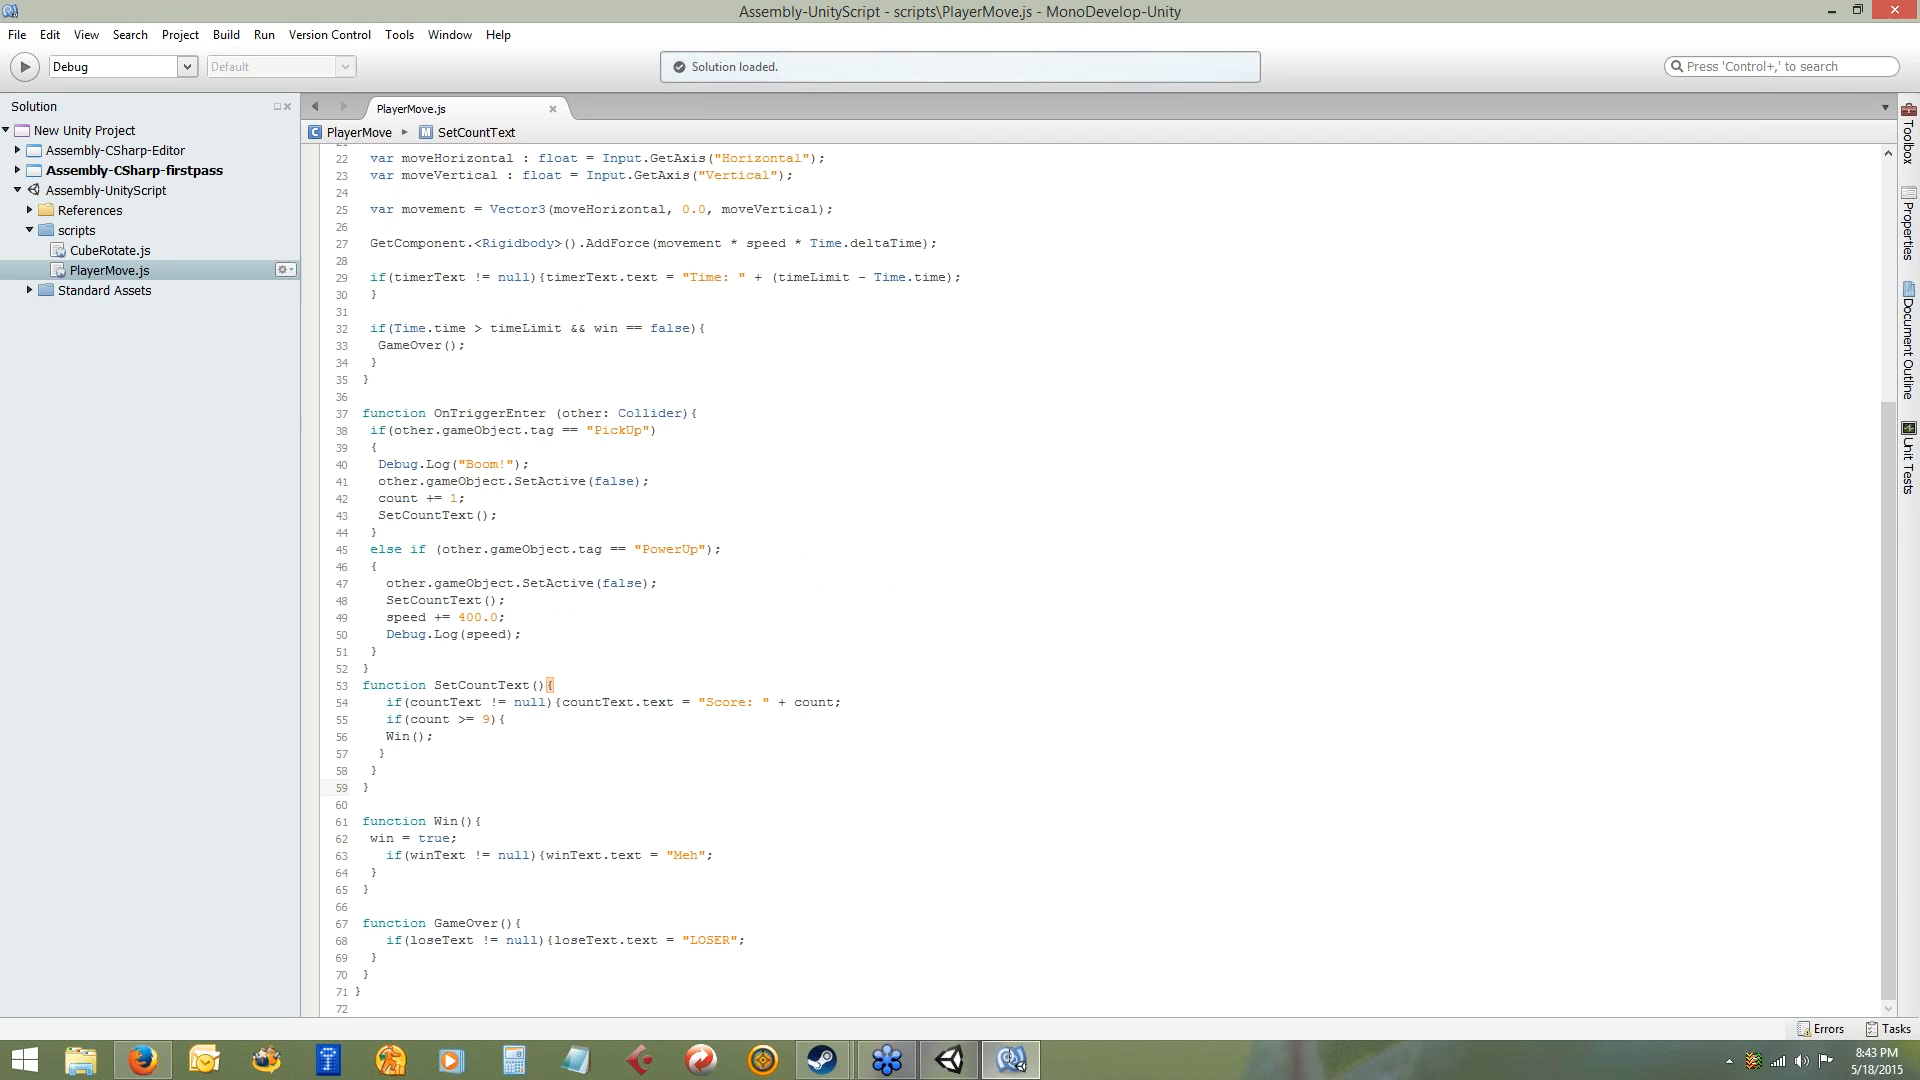 Assembly-UnityScript - scripts\PlayerMove.js - MonoDevelop-Unity
File Edit View Search Project Build Run Version Control Tools Window Help
Debug
Default
Solution loaded.
Press 'Control+,' to search
Solution
New Unity Project
Assembly-CSharp-Editor
Assembly-CSharp-firstpass
Assembly-UnityScript
References
scripts
CubeRotate.js
PlayerMove.js
Standard Assets
PlayerMove.js
PlayerMove SetCountText
22 var moveHorizontal : float = Input.GetAxis("Horizontal");
23 var moveVertical : float = Input.GetAxis("Vertical");
24
25 var movement = Vector3(moveHorizontal, 0.0, moveVertical);
26
27 GetComponent.<Rigidbody>().AddForce(movement * speed * Time.deltaTime);
28
29 if(timerText != null){timerText.text = "Time: " + (timeLimit - Time.time);
30 }
31
32 if(Time.time > timeLimit && win == false){
33 GameOver();
34 }
35 }
36
37 function OnTriggerEnter (other: Collider){
38 if(other.gameObject.tag == "PickUp")
39 {
40 Debug.Log("Boom!");
41 other.gameObject.SetActive(false);
42 count += 1;
43 SetCountText();
44 }
45 else if (other.gameObject.tag == "PowerUp");
46 {
47 other.gameObject.SetActive(false);
48 SetCountText();
49 speed += 400.0;
50 Debug.Log(speed);
51 }
52 }
53 function SetCountText(){
54 if(countText != null){countText.text = "Score: " + count;
55 if(count >= 9){
56 Win();
57 }
58 }
59 }
60
61 function Win(){
62 win = true;
63 if(winText != null){winText.text = "Meh";
64 }
65 }
66
67 function GameOver(){
68 if(loseText != null){loseText.text = "LOSER";
69 }
70 }
71 }
72
Toolbox
Properties
Document Outline
Unit Tests
Errors Tasks
8:43 PM
5/18/2015